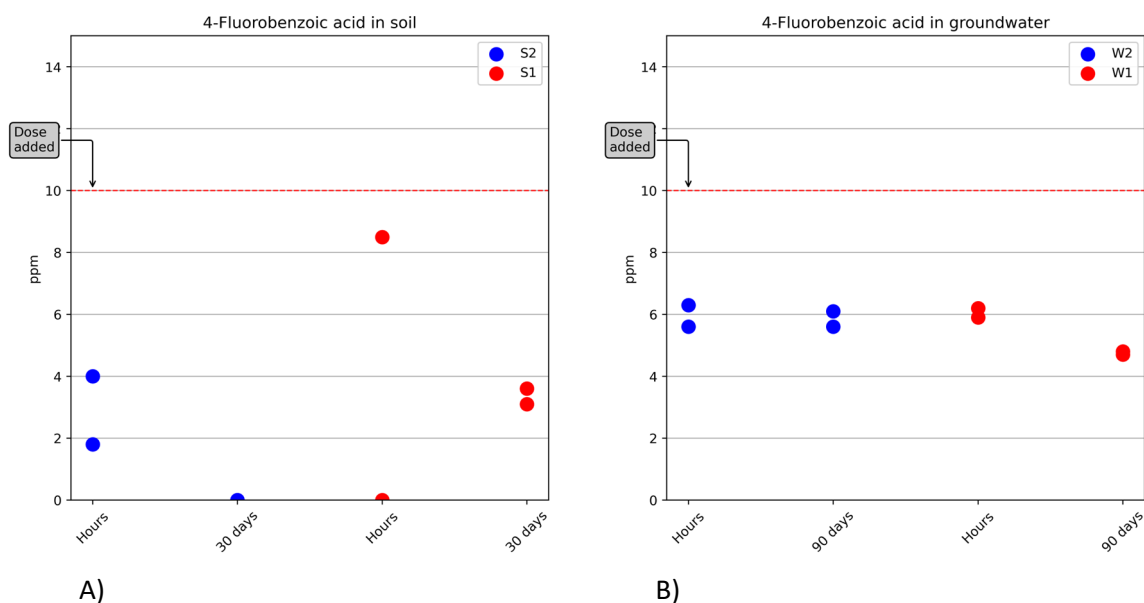 4-Fluorobenzoic acid in soil
S2
S1
14
Dose
added
10
8
6
4
2
0
ppm
Hours
30 days
Hours
30 days
A)
4-Fluorobenzoic acid in groundwater
W2
W1
14
Dose
added
10
8
6
4
2
0
ppm
Hours
90 days
Hours
90 days
B)